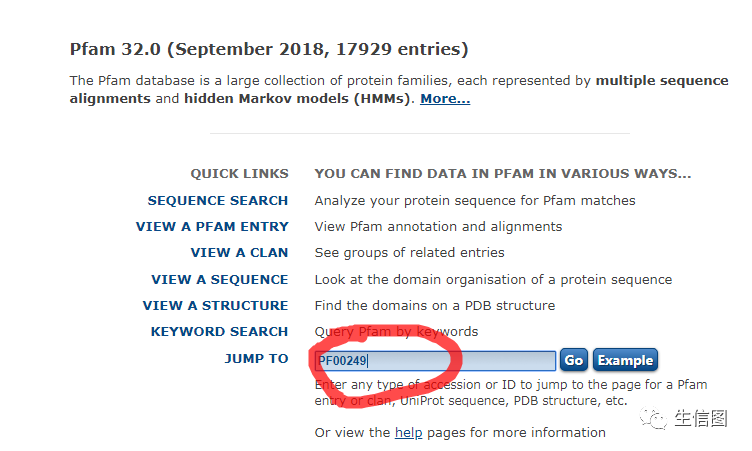 Pfam 32.0 (September 2018, 17929 entries)
The Pfam database is a large collection of protein families, each represented by multiple sequence
alignments and hidden Markov models (HMMs). More...
QUICK LINKS YOU CAN FIND DATA IN PFAM IN VARIOUS WAYS...
SEQUENCE SEARCH Analyze your protein sequence for Pfam matches
VIEW A PFAM ENTRY View Pfam annotation and alignments
VIEW A CLAN See groups of related entries
VIEW A SEQUENCE Look at the domain organisation of a protein sequence
VIEW A STRUCTURE Find the domains on a PDB structure
KEYWORD SEARCH Query Pfam by keywords
JUMP TO PF00249 Go Example
Enter any type of accession or ID to jump to the page for a Pfam
entry or clan, UniProt sequence, PDB structure, etc.
Or view the help pages for more information
生信图